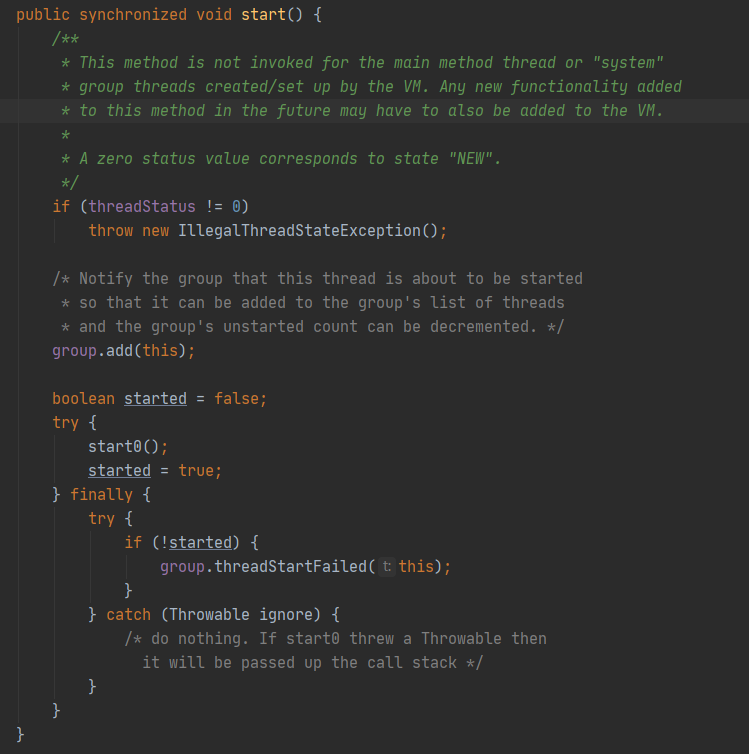 public synchronized void start() {
    /**
     * This method is not invoked for the main method thread or "system"
     * group threads created/set up by the VM. Any new functionality added
     * to this method in the future may have to also be added to the VM.
     *
     * A zero status value corresponds to state "NEW".
     */
    if (threadStatus != 0)
        throw new IllegalThreadStateException();

    /* Notify the group that this thread is about to be started
     * so that it can be added to the group's list of threads
     * and the group's unstarted count can be decremented. */
    group.add(this);

    boolean started = false;
    try {
        start0();
        started = true;
    } finally {
        try {
            if (!started) {
                group.threadStartFailed( t: this);
            }
        } catch (Throwable ignore) {
            /* do nothing. If start0 threw a Throwable then
              it will be passed up the call stack */
        }
    }
}